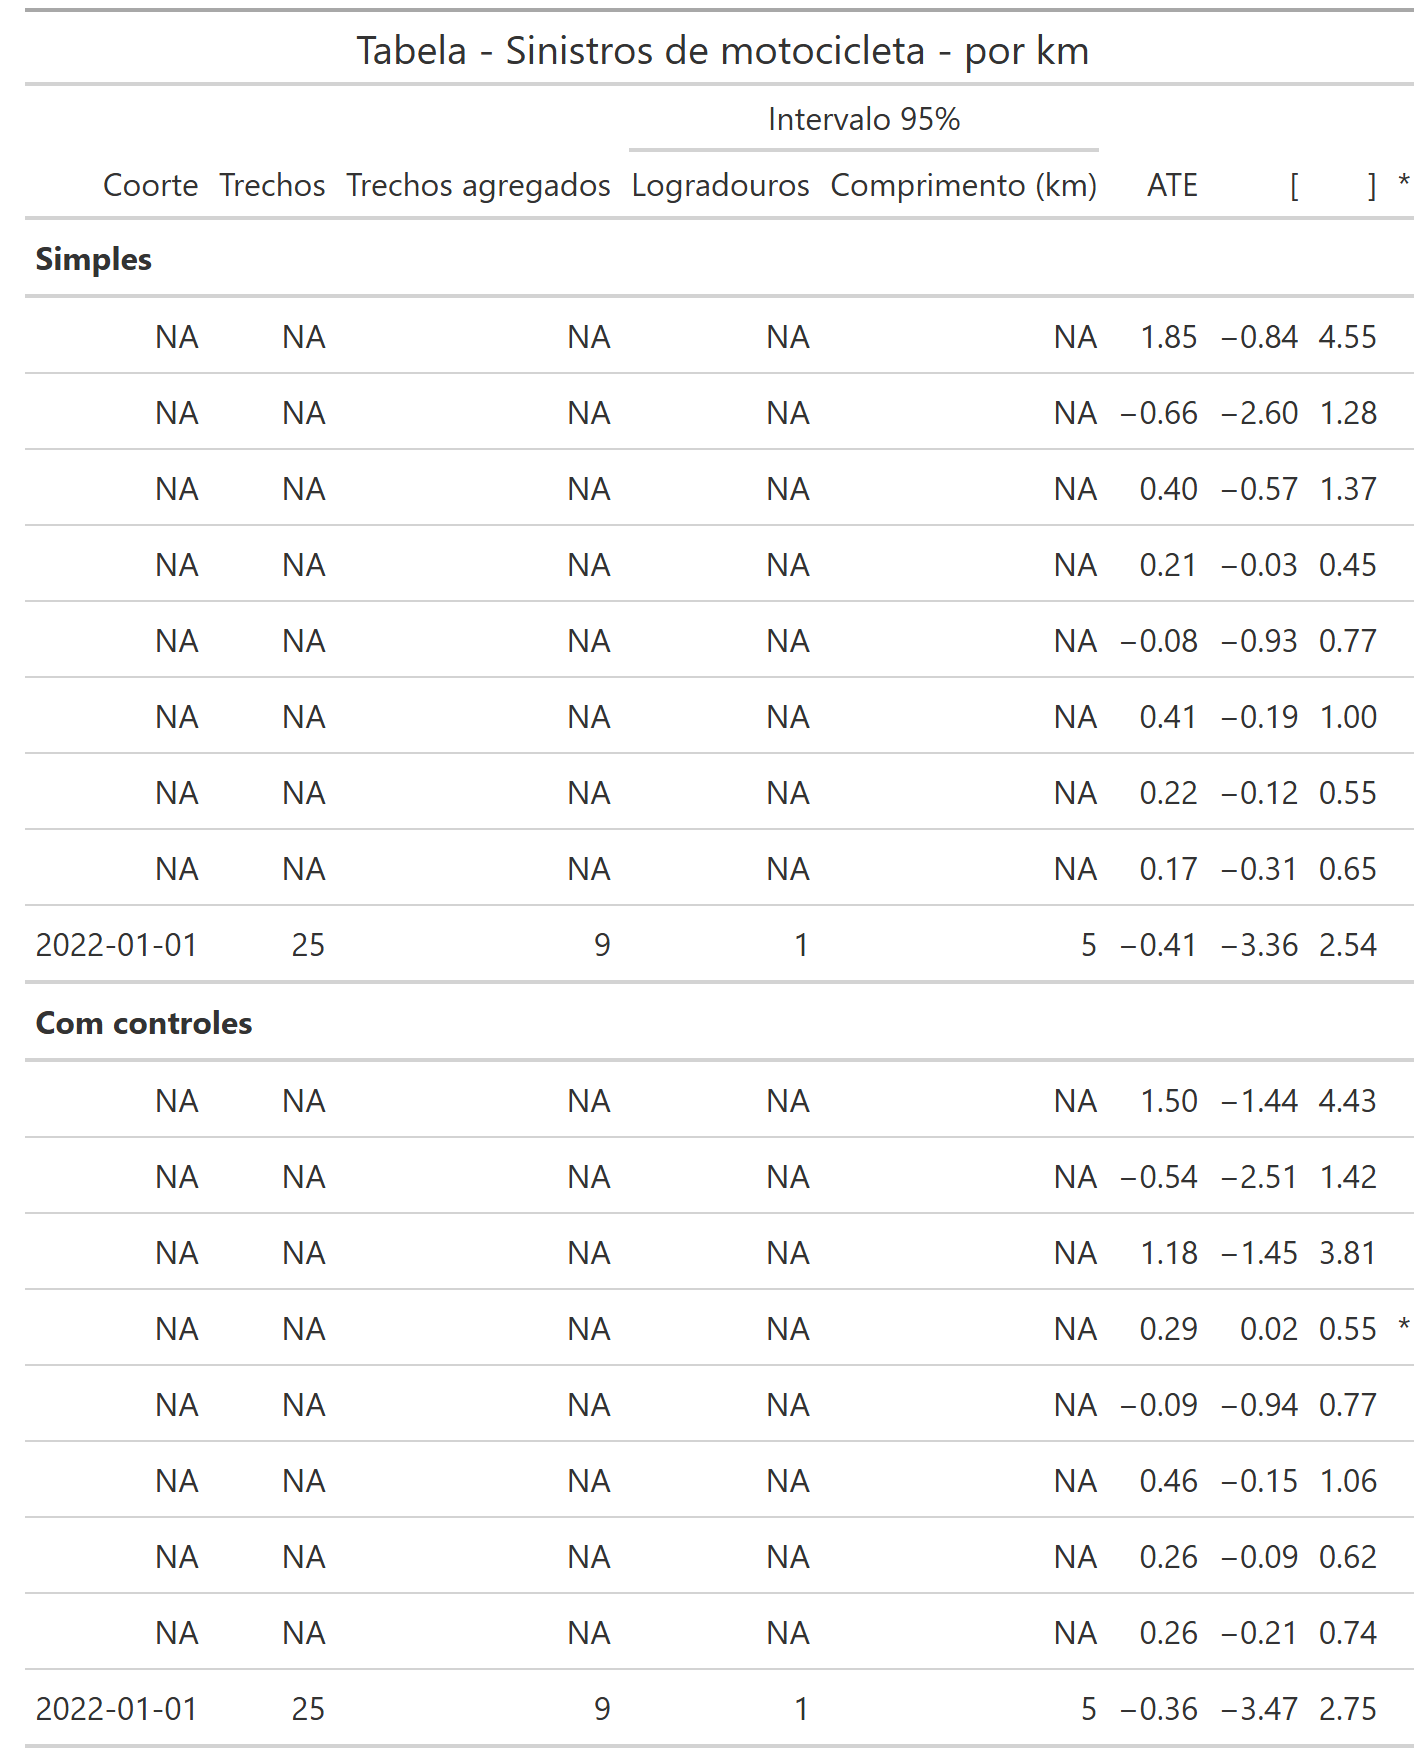 Tabela - Sinistros de motocicleta - por km
Intervalo 95%
Coorte Trechos Trechos agregados Logradouros Comprimento (km) ATE [ ] *
Simples
NA NA NA NA NA 1.85 −0.84 4.55
NA NA NA NA NA −0.66 −2.60 1.28
NA NA NA NA NA 0.40 −0.57 1.37
NA NA NA NA NA 0.21 −0.03 0.45
NA NA NA NA NA −0.08 −0.93 0.77
NA NA NA NA NA 0.41 −0.19 1.00
NA NA NA NA NA 0.22 −0.12 0.55
NA NA NA NA NA 0.17 −0.31 0.65
2022-01-01 25 9 1 5 −0.41 −3.36 2.54
Com controles
NA NA NA NA NA 1.50 −1.44 4.43
NA NA NA NA NA −0.54 −2.51 1.42
NA NA NA NA NA 1.18 −1.45 3.81
NA NA NA NA NA 0.29 0.02 0.55 *
NA NA NA NA NA −0.09 −0.94 0.77
NA NA NA NA NA 0.46 −0.15 1.06
NA NA NA NA NA 0.26 −0.09 0.62
NA NA NA NA NA 0.26 −0.21 0.74
2022-01-01 25 9 1 5 −0.36 −3.47 2.75